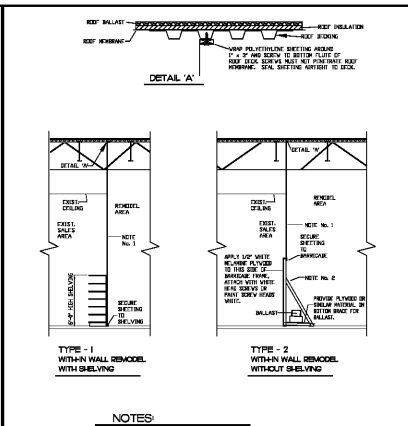 ROOF BALLAST
ROOF INSULATION
ROOF MEMBRANE
ROOF DECKING
WRAP POLYETHYLENE SHEETING AROUND
1" x 3" AND SCREW TO BOTTOM FLUTE OF
ROOF DECK. SCREWS MUST NOT PENETRATE ROOF
MEMBRANE. SEAL SHEETING AIRTIGHT TO DECK.
DETAIL 'A'
DETAIL 'A'
EXIST.
CEILING
REMODEL
AREA
EXIST.
SALES
AREA
NOTE
No. 1
6'-0" HIGH SHELVING
SECURE
SHEETING
TO
SHELVING
TYPE - 1
WITH-IN WALL REMODEL
WITH SHELVING
DETAIL 'A'
EXIST.
CEILING
REMODEL
AREA
EXIST.
SALES
AREA
NOTE No. 1
SECURE
SHEETING
TO
BARRICADE
APPLY 1/2" WHITE
MELAMINE PLYWOOD
TO THIS SIDE OF
BARRICADE FRAME,
ATTACH WITH WHITE
HEAD SCREWS OR
PAINT SCREW HEADS
WHITE.
NOTE No. 2
BALLAST
PROVIDE PLYWOOD OR
SIMILAR MATERIAL ON
BOTTOM BRACE FOR
BALLAST.
TYPE - 2
WITH-IN WALL REMODEL
WITHOUT SHELVING
NOTES: